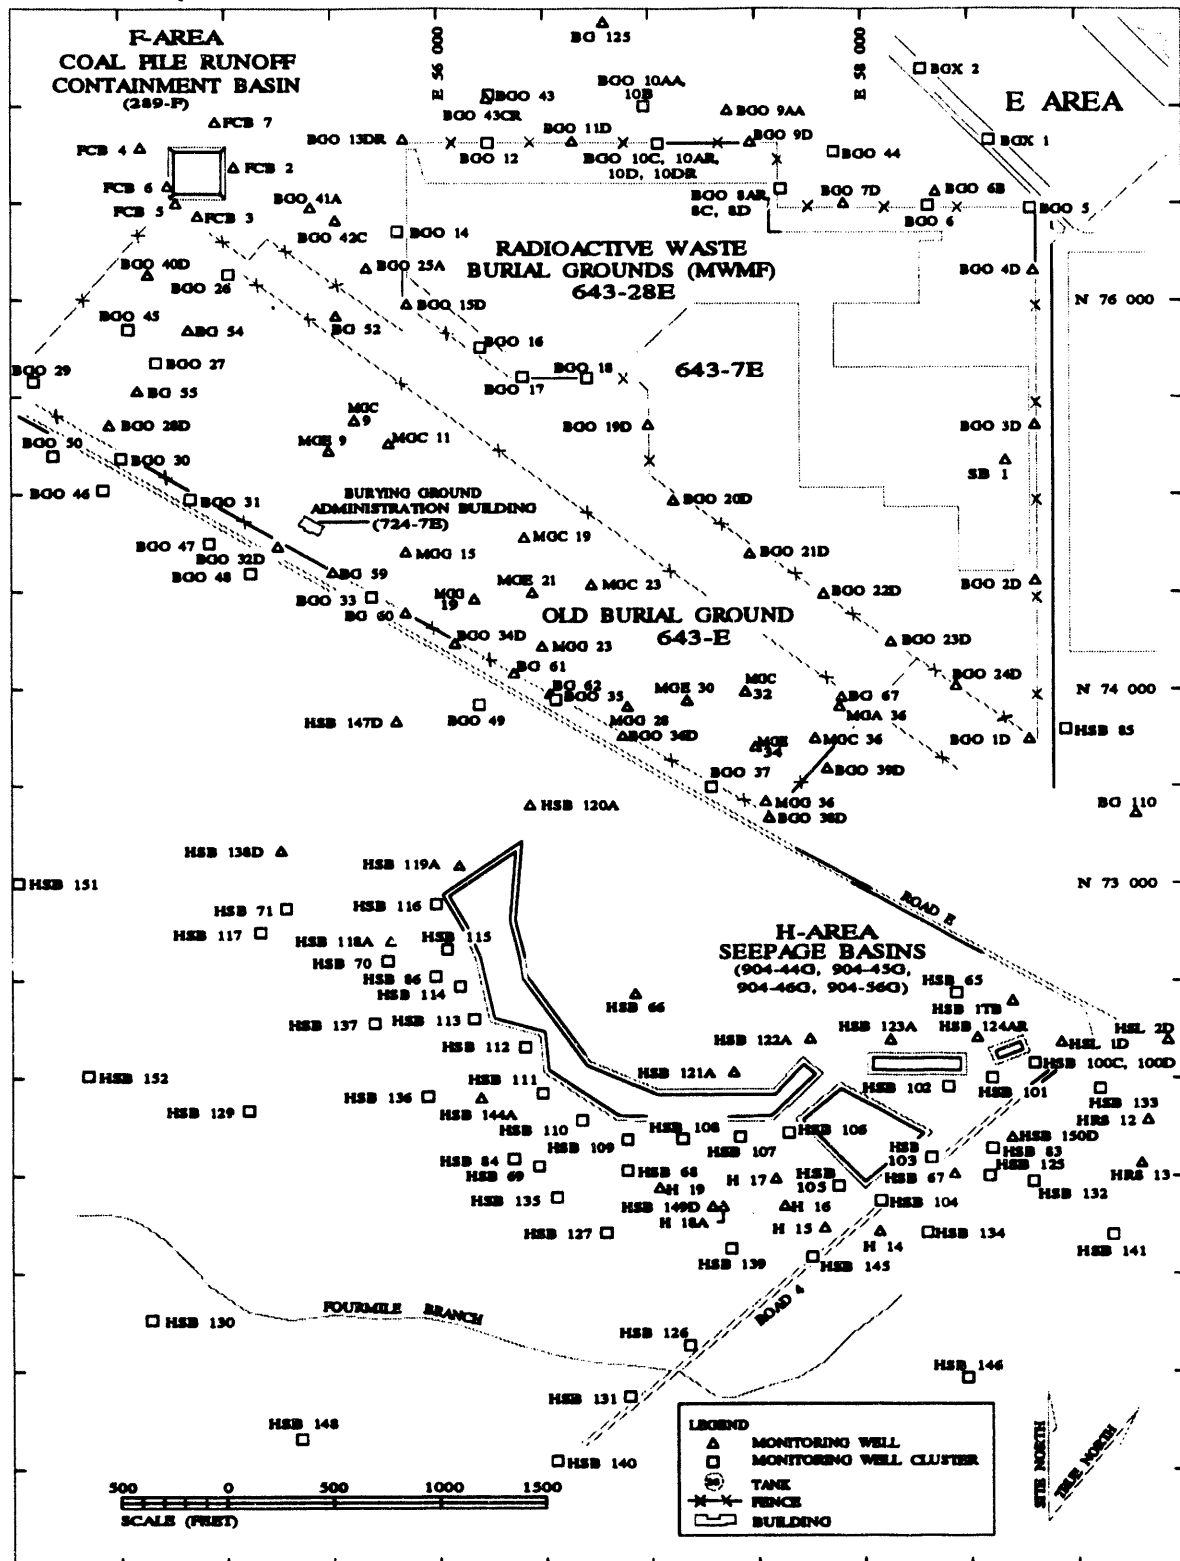 F-AREA
COAL PILE RUNOFF
CONTAINMENT BASIN
(289-F)
E 56 000
BG 125
E 58 000
BGX 2
E AREA
BGX 1
BGO 43
BGO 43CR
BGO 10AA,
10B
BGO 9AA
FCB 7
FCB 4
FCB 2
FCB 6
FCB 5
FCB 3
BGO 13DR
BGO 12
BGO 11D
BGO 10C, 10AR,
10D, 10DR
BGO 9D
BGO 44
BGO 8AR,
8C, 8D
BGO 7D
BGO 6B
BGO 6
BGO 5
BGO 41A
BGO 42C
BGO 14
BGO 25A
BGO 40D
BGO 26
BGO 15D
RADIOACTIVE WASTE
BURIAL GROUNDS (MWMF)
643-28E
BGO 4D
N 76 000
BGO 45
BG 54
BG 52
BGO 16
BGO 27
BGO 29
BG 55
BGO 17
BGO 18
643-7E
BGO 28D
MGC
9
MGE 9
MGC 11
BGO 19D
BGO 3D
SB 1
BGO 50
BGO 30
BGO 46
BGO 31
BURYING GROUND
ADMINISTRATION BUILDING
(724-7E)
BGO 20D
BGO 47
BGO
32D
BGO 48
BG 59
MGG 15
MGC 19
BGO 21D
BGO 33
BG 60
MGG
19
MGE 21
MGC 23
BGO 22D
BGO 2D
OLD BURIAL GROUND
643-E
BGO 34D
MGG 23
BGO 23D
BG 61
BG 62
BGO 35
BGO 24D
N 74 000
MGE 30
MGC
32
BG 67
MGA 36
HSB 147D
BGO 49
MGG 28
BGO 36D
MGE
34
MGC 36
BGO 1D
HSB 85
BGO 37
BGO 39D
MGG 36
BGO 38D
BG 110
HSB 120A
HSB 138D
HSB 119A
HSB 151
N 73 000
HSB 71
HSB 116
ROAD E
HSB 117
HSB 118A
HSB 115
HSB 70
HSB 86
HSB 114
H-AREA
SEEPAGE BASINS
(904-44G, 904-45G,
904-46G, 904-56G)
HSB 65
HSB 66
HSB 1TB
HSB 137
HSB 113
HSB 112
HSB 122A
HSB 123A
HSB 124AR
HSL 2D
HSL 1D
HSB 152
HSB 111
HSB 121A
HSB 100C, 100D
HSB 102
HSB 101
HSB 133
HSB 129
HSB 136
HSB 144A
HSB 110
HSB 109
HSB 108
HSB 107
HSB 106
HRS 12
HSB 150D
HSB 83
HSB 84
HSB 69
HSB 68
HSB
103
HSB 67
HSB 125
HRS 13
HSB 135
H 19
H 17
HSB
105
HSB 132
HSB 149D
H 18A
H 16
HSB 104
HSB 127
H 15
H 14
HSB 134
HSB 141
HSB 139
HSB 145
HSB 130
FOURMILE BRANCH
ROAD 4
HSB 126
HSB 146
HSB 131
HSB 148
HSB 140
LEGEND
MONITORING WELL
MONITORING WELL CLUSTER
TANK
FENCE
BUILDING
SITE NORTH
TRUE NORTH
500 0 500 1000 1500
SCALE (FEET)